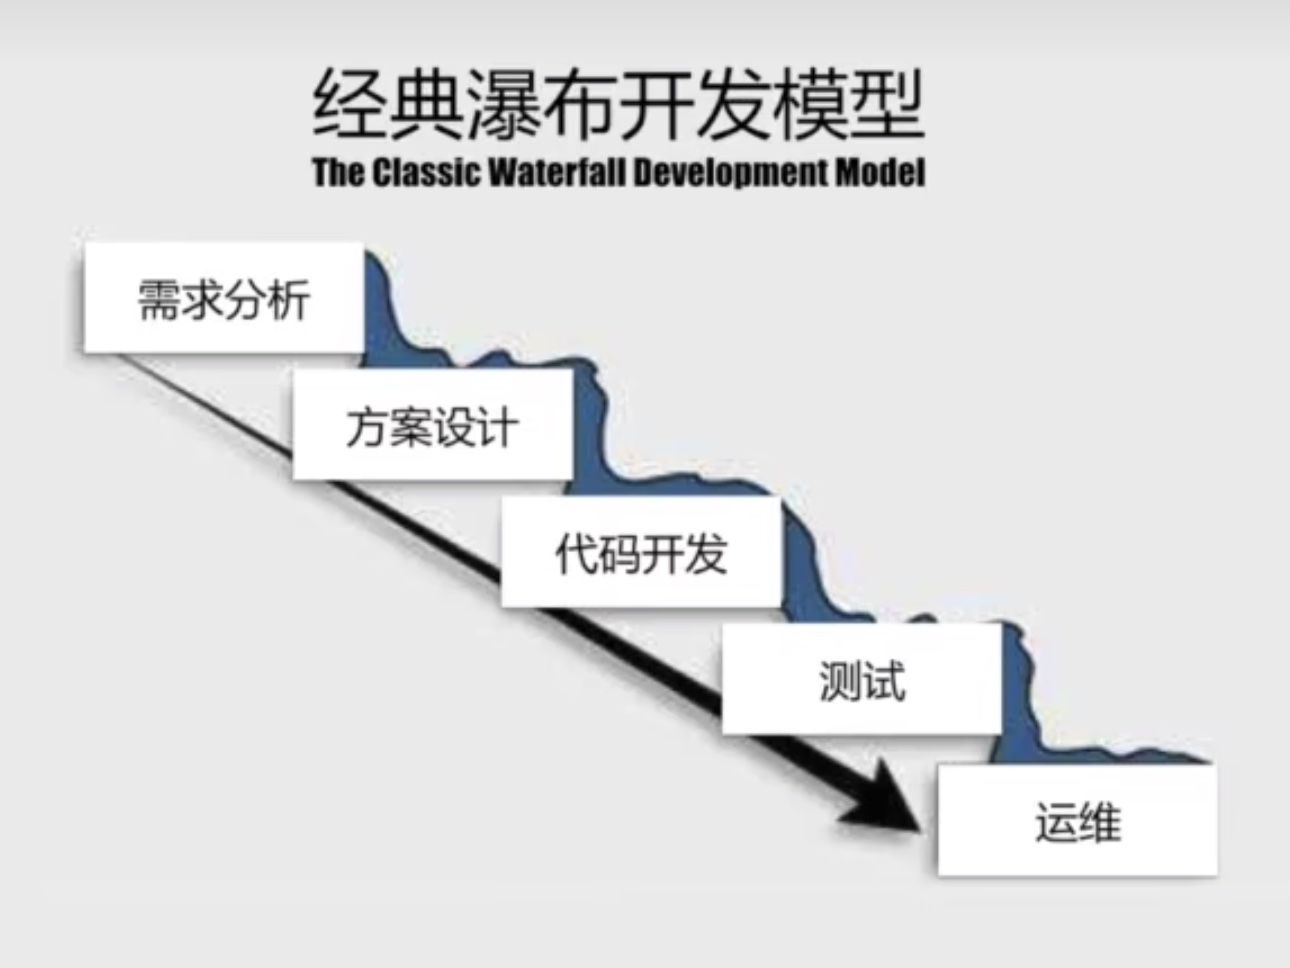 经典瀑布开发模型
The Classic Waterfall Development Model
需求分析
方案设计
代码开发
测试
运维